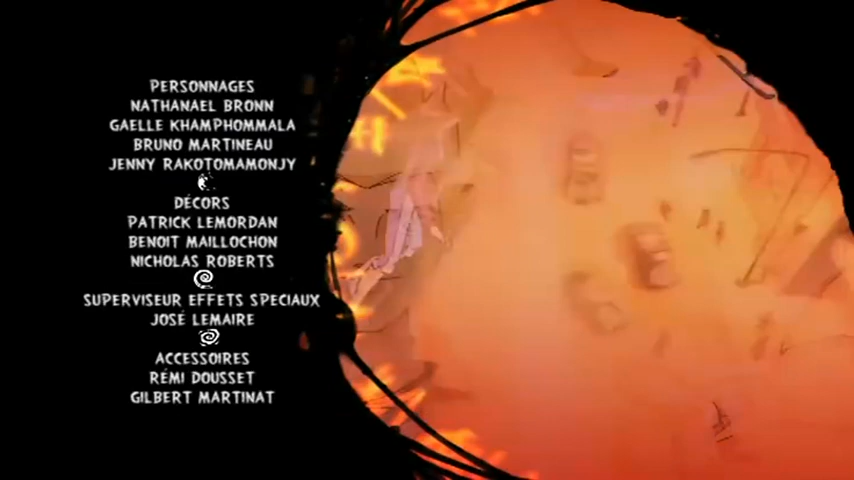 PERSONNAGES
NATHANAEL BRONN
GAELLE KHAMPHOMMALA
BRUNO MARTINEAU
JENNY RAKOTOMAMONJY
DÉCORS
PATRICK LEMORDAN
BENOIT MAILLOCHON
NICHOLAS ROBERTS
SUPERVISEUR EFFETS SPECIAUX
JOSÉ LEMAIRE
ACCESSOIRES
RÉMI DOUSSET
GILBERT MARTINAT